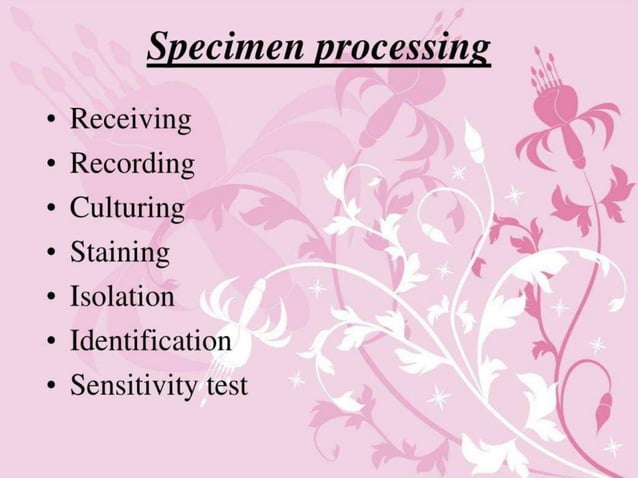 Specimen processing
• Receiving
• Recording
• Culturing
• Staining
• Isolation
• Identification
• Sensitivity test